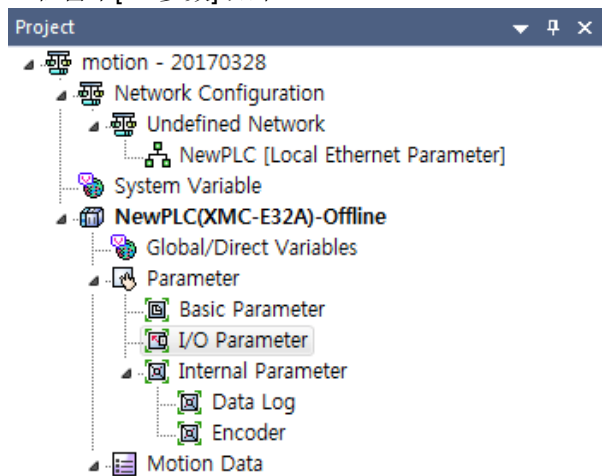 Project
motion - 20170328
Network Configuration
Undefined Network
NewPLC [Local Ethernet Parameter]
System Variable
NewPLC(XMC-E32A)-Offline
Global/Direct Variables
Parameter
Basic Parameter
I/O Parameter
Internal Parameter
Data Log
Encoder
Motion Data